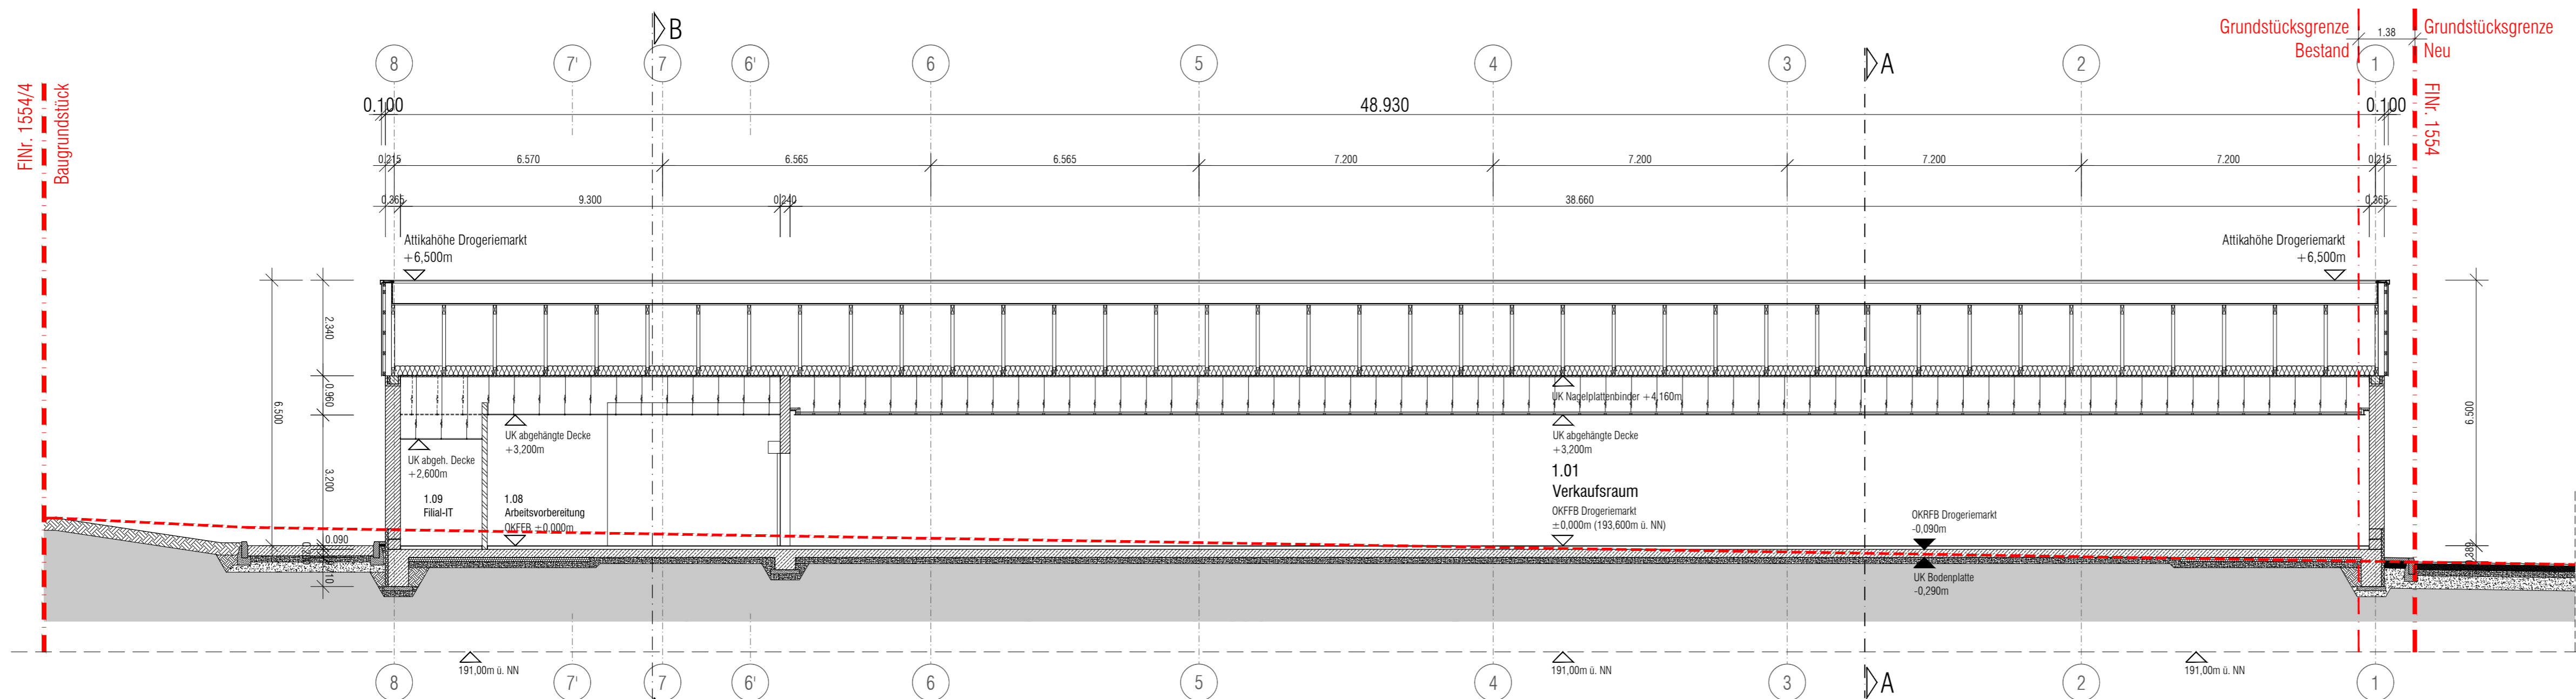 B
Grundstücksgrenze
Bestand
1.38
Grundstücksgrenze
Neu
8
7'
7
6'
6
5
4
3
A
2
1
FlNr. 1554/4
Baugrundstück
FlNr. 1554
0.100
48.930
0.100
0.215
6.570
6.565
6.565
7.200
7.200
7.200
7.200
0.215
0.365
9.300
0.240
38.660
0.365
Attikahöhe Drogeriemarkt
+6,500m
Attikahöhe Drogeriemarkt
+6,500m
6.500
2.340
0.960
3.200
0.090
6.500
UK Nagelplattenbinder +4,160m
UK abgehängte Decke
+3,200m
UK abgehängte Decke
+3,200m
UK abgeh. Decke
+2,600m
1.09
Filial-IT
1.08
Arbeitsvorbereitung
OKFFB ±0,000m
1.01
Verkaufsraum
OKFFB Drogeriemarkt
±0,000m (193,600m ü. NN)
OKRFB Drogeriemarkt
-0,090m
UK Bodenplatte
-0,290m
191,00m ü. NN
191,00m ü. NN
191,00m ü. NN
8
7'
7
6'
6
5
4
3
A
2
1